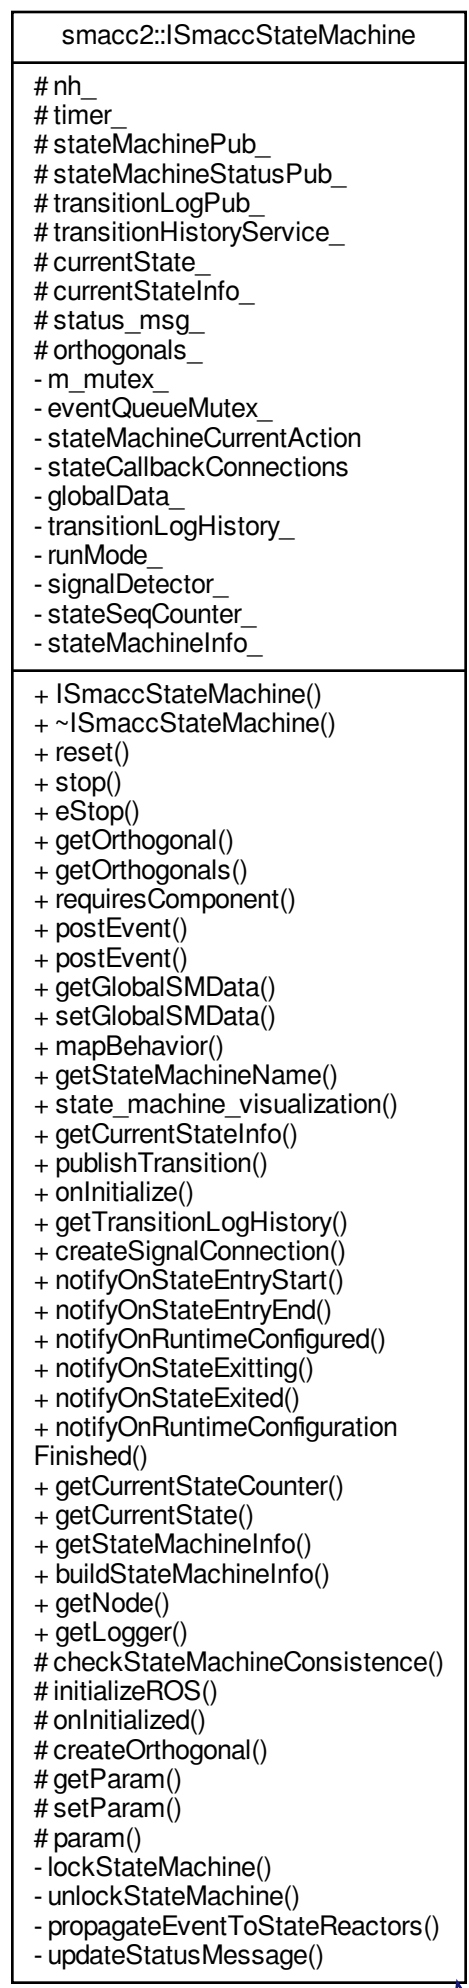 smacc2::ISmaccStateMachine
# nh_
# timer_
# stateMachinePub_
# stateMachineStatusPub_
# transitionLogPub_
# transitionHistoryService_
# currentState_
# currentStateInfo_
# status_msg_
# orthogonals_
- m_mutex_
- eventQueueMutex_
- stateMachineCurrentAction
- stateCallbackConnections
- globalData_
- transitionLogHistory_
- runMode_
- signalDetector_
- stateSeqCounter_
- stateMachineInfo_
+ ISmaccStateMachine()
+ ~ISmaccStateMachine()
+ reset()
+ stop()
+ eStop()
+ getOrthogonal()
+ getOrthogonals()
+ requiresComponent()
+ postEvent()
+ postEvent()
+ getGlobalSMData()
+ setGlobalSMData()
+ mapBehavior()
+ getStateMachineName()
+ state_machine_visualization()
+ getCurrentStateInfo()
+ publishTransition()
+ onInitialize()
+ getTransitionLogHistory()
+ createSignalConnection()
+ notifyOnStateEntryStart()
+ notifyOnStateEntryEnd()
+ notifyOnRuntimeConfigured()
+ notifyOnStateExitting()
+ notifyOnStateExited()
+ notifyOnRuntimeConfiguration
Finished()
+ getCurrentStateCounter()
+ getCurrentState()
+ getStateMachineInfo()
+ buildStateMachineInfo()
+ getNode()
+ getLogger()
# checkStateMachineConsistence()
# initializeROS()
# onInitialized()
# createOrthogonal()
# getParam()
# setParam()
# param()
- lockStateMachine()
- unlockStateMachine()
- propagateEventToStateReactors()
- updateStatusMessage()